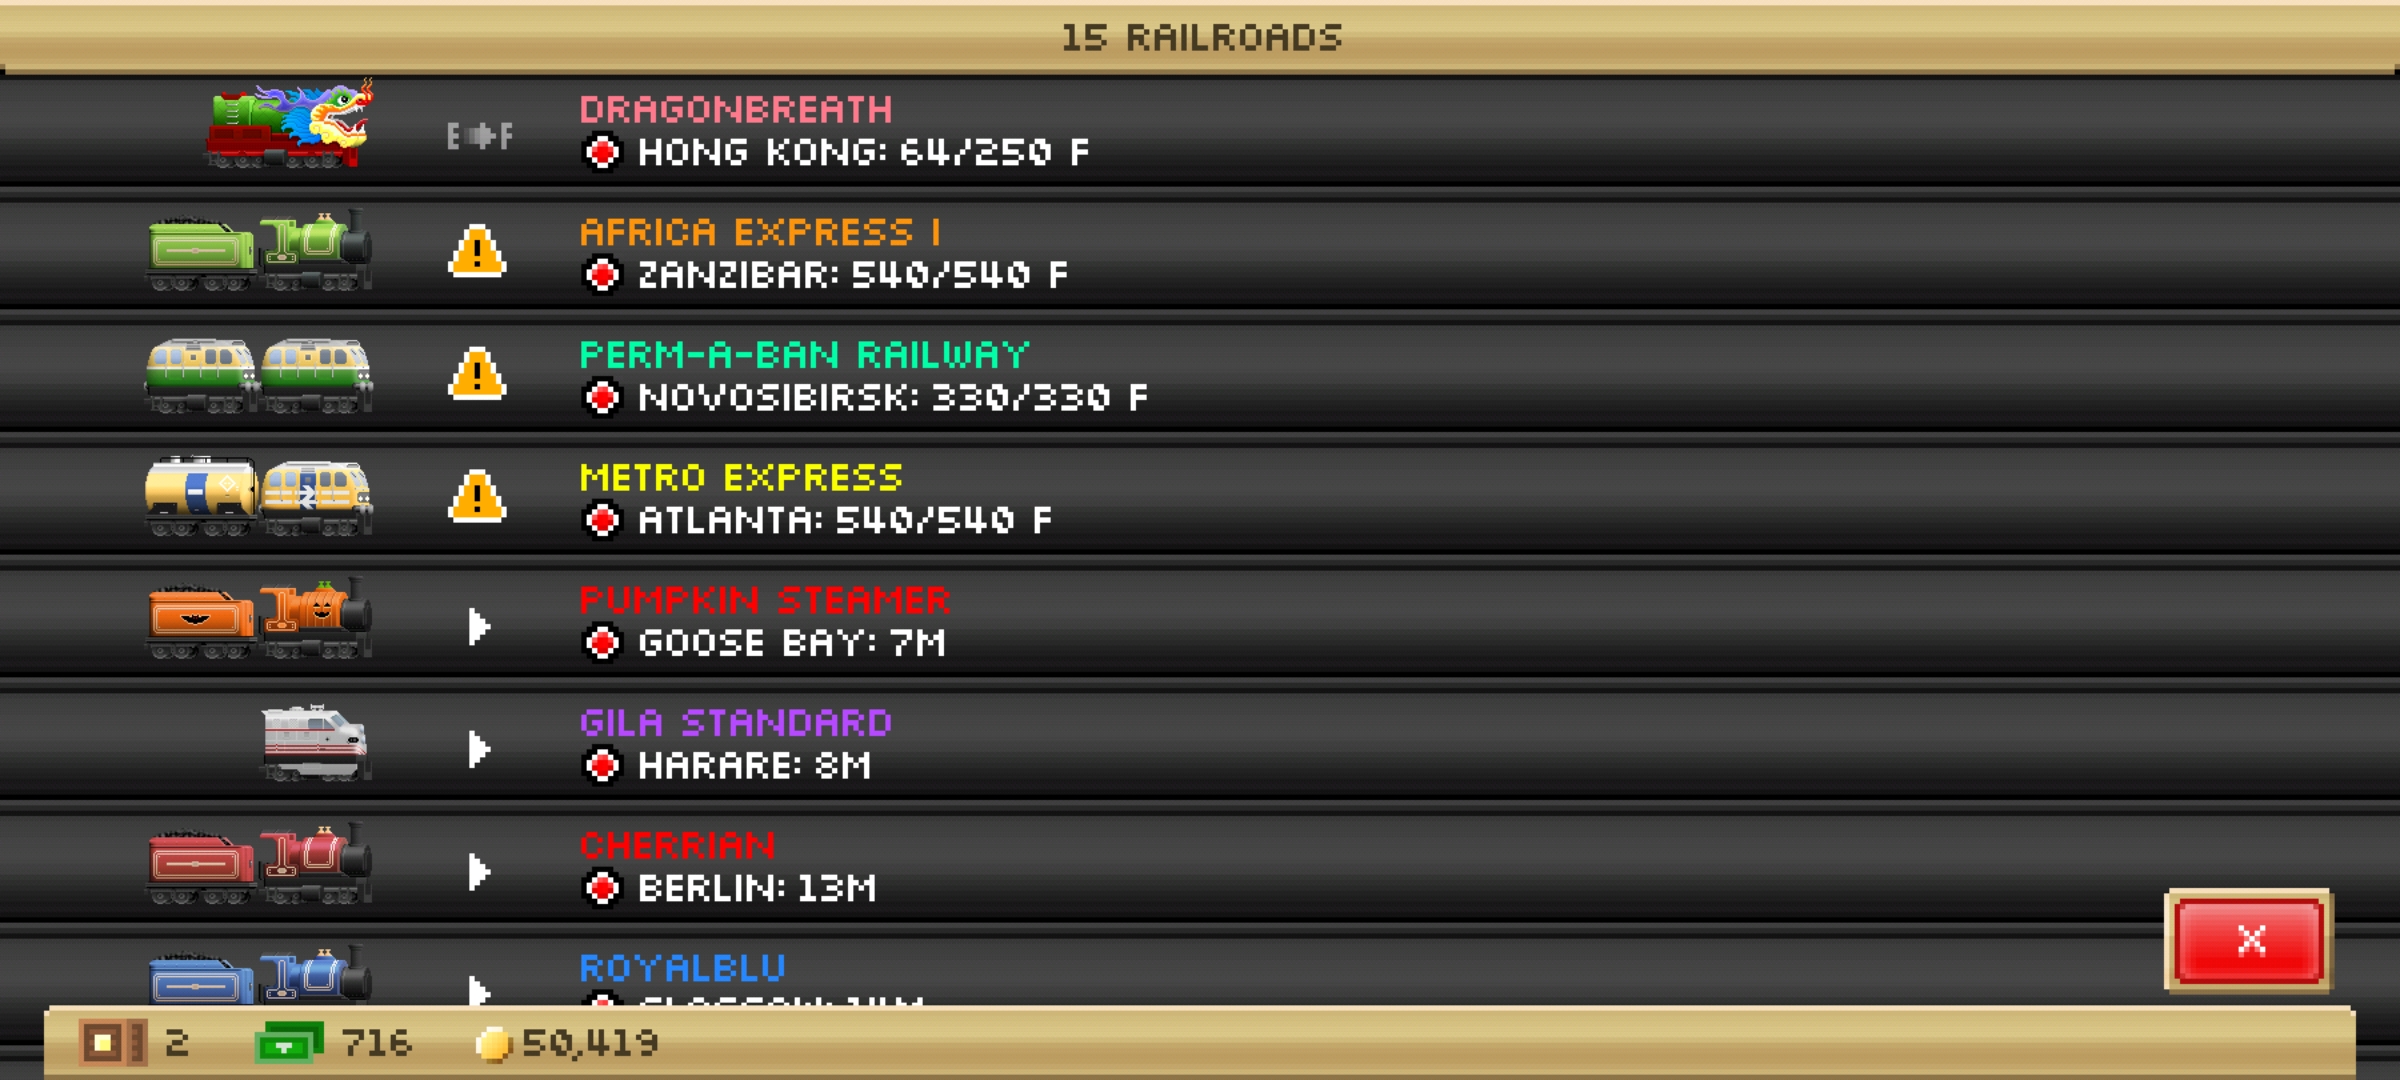 15 RAILROADS
DRAGONBREATH
E F
HONG KONG: 64/250 F
AFRICA EXPRESS I
ZANZIBAR: 540/540 F
PERM-A-BAN RAILWAY
NOVOSIBIRSK: 330/330 F
METRO EXPRESS
ATLANTA: 540/540 F
PUMPKIN STEAMER
GOOSE BAY: 7M
GILA STANDARD
HARARE: 8M
CHERRIAN
BERLIN: 13M
X
ROYALBLU
2 716 50,419